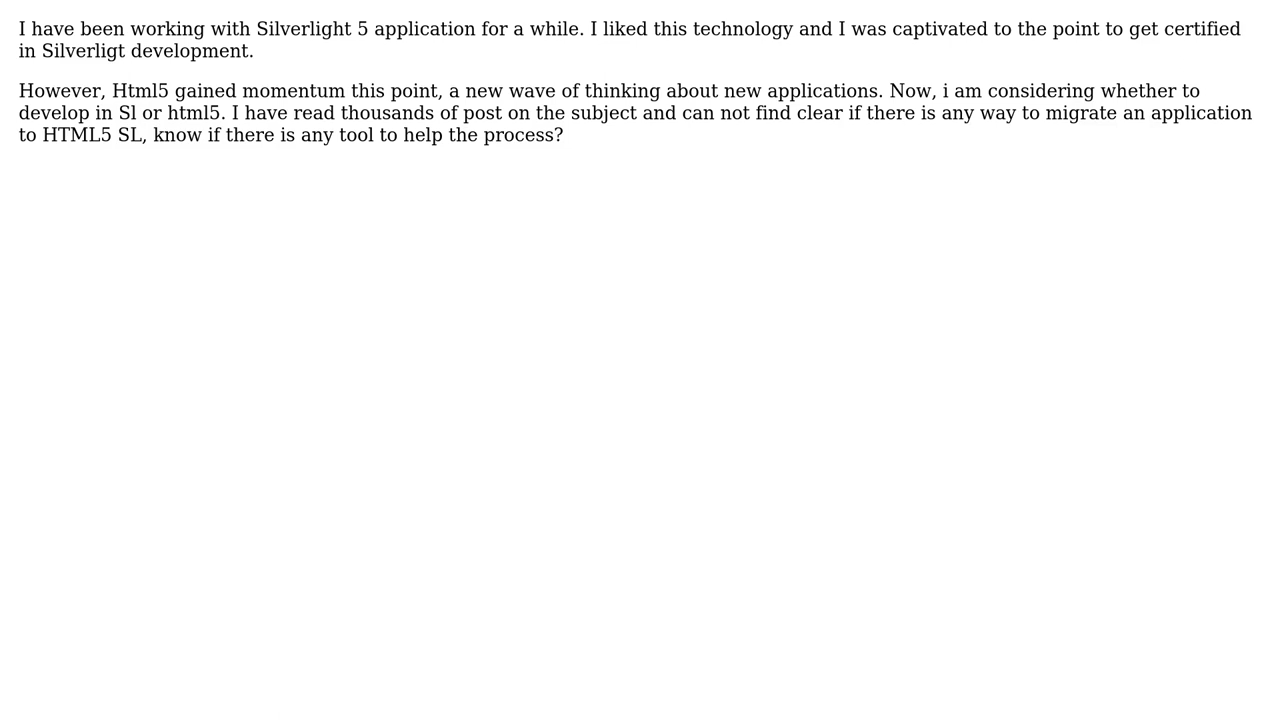 I have been working with Silverlight 5 application for a while. I liked this technology and I was captivated to the point to get certified
in Silverligt development.
However, Html5 gained momentum this point, a new wave of thinking about new applications. Now, i am considering whether to
develop in Sl or html5. I have read thousands of post on the subject and can not find clear if there is any way to migrate an application
to HTML5 SL, know if there is any tool to help the process?